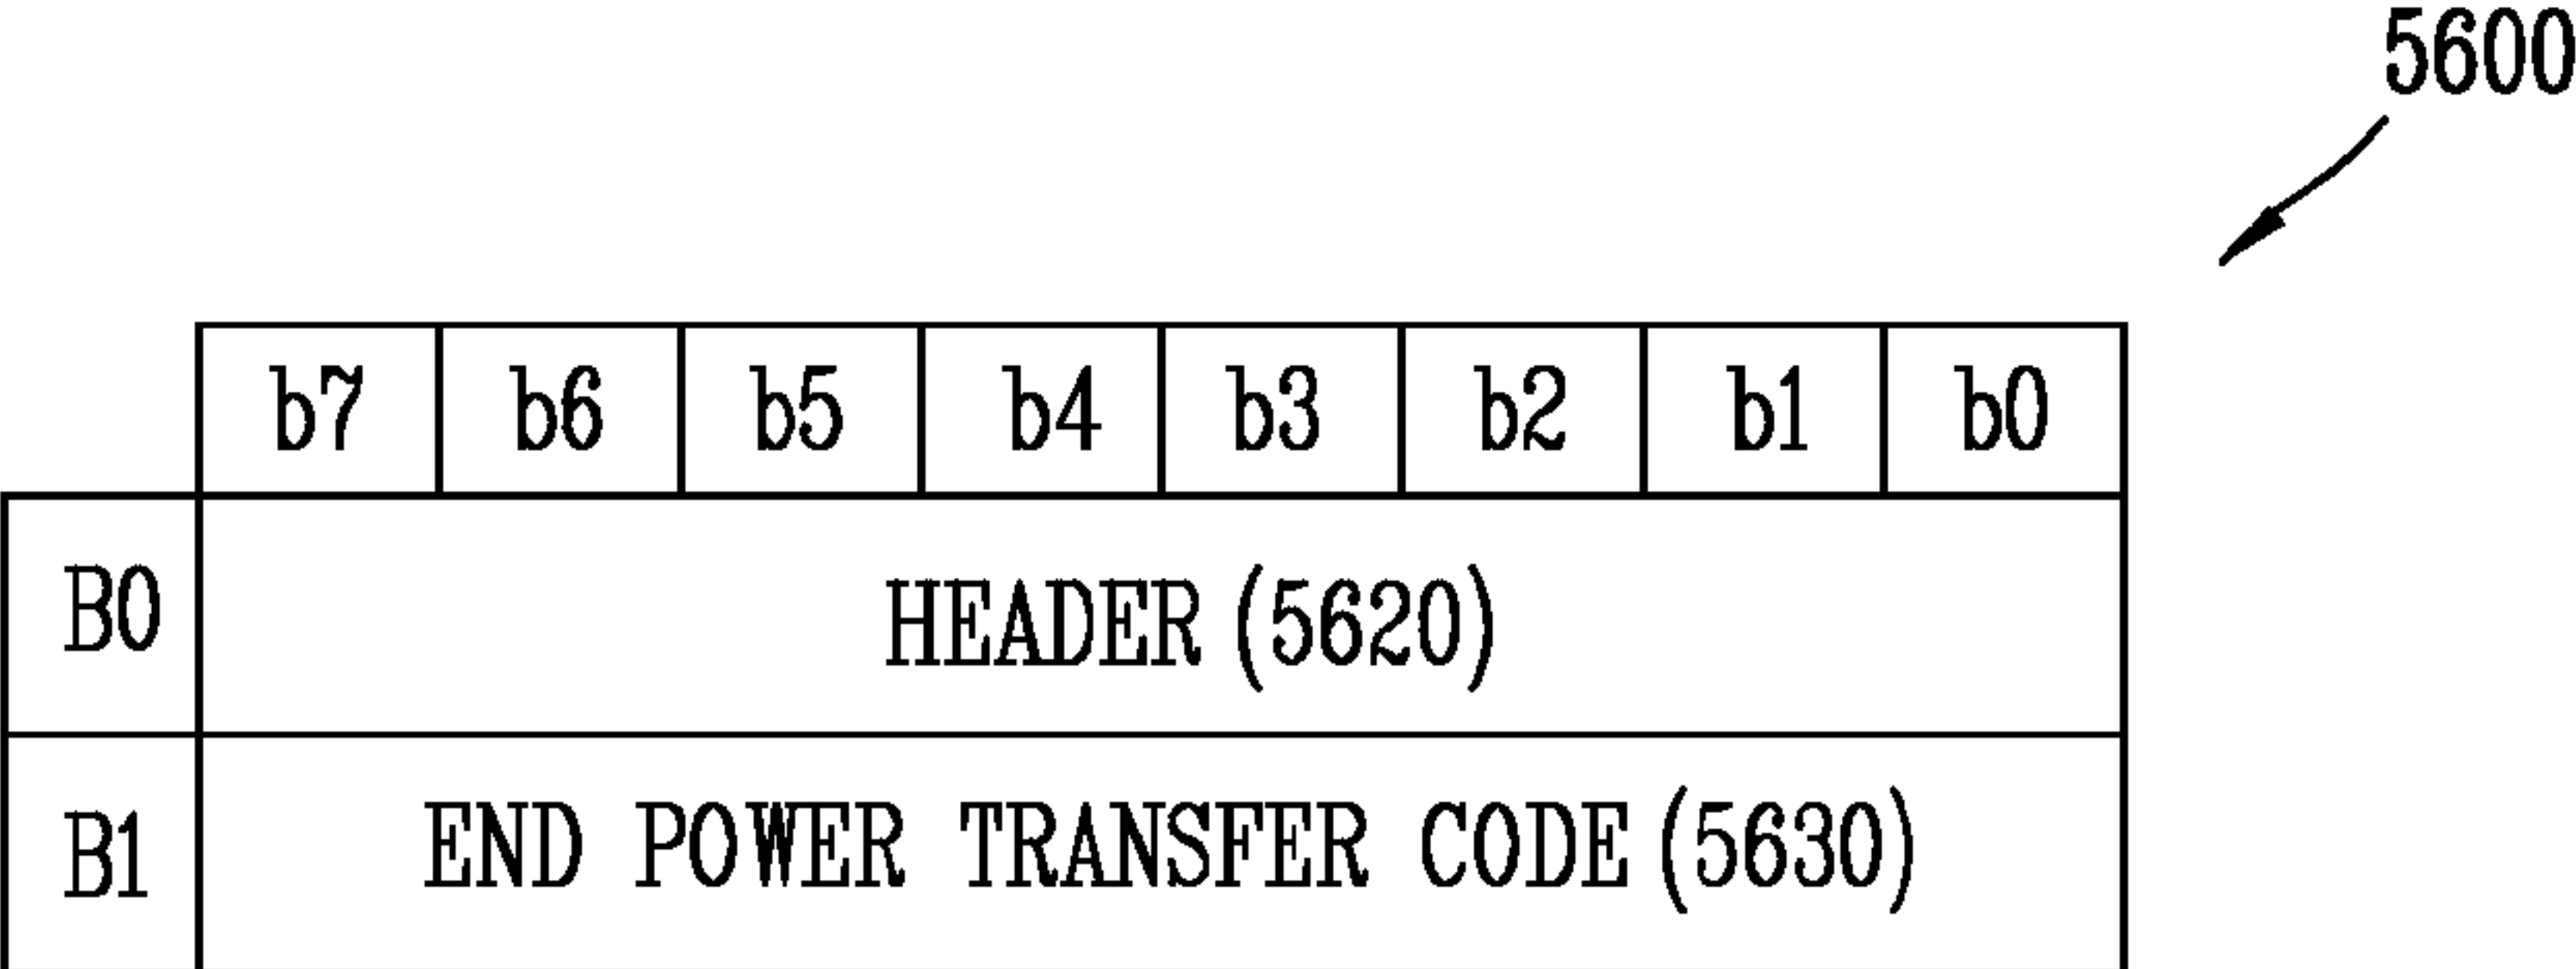 5600
b7 b6 b5 b4 b3 b2 b1 b0
B0 HEADER (5620)
B1 END POWER TRANSFER CODE (5630)